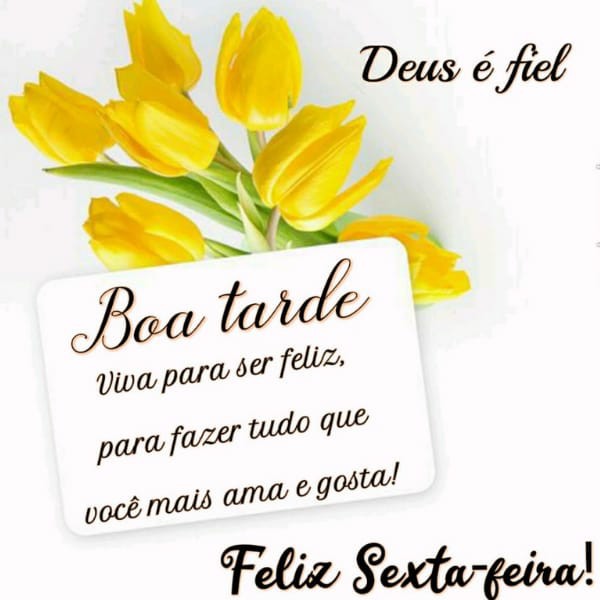 Deus é fiel
Boa tarde
Viva para ser feliz,
para fazer tudo que
você mais ama e gosta!
Feliz Sexta-feira!